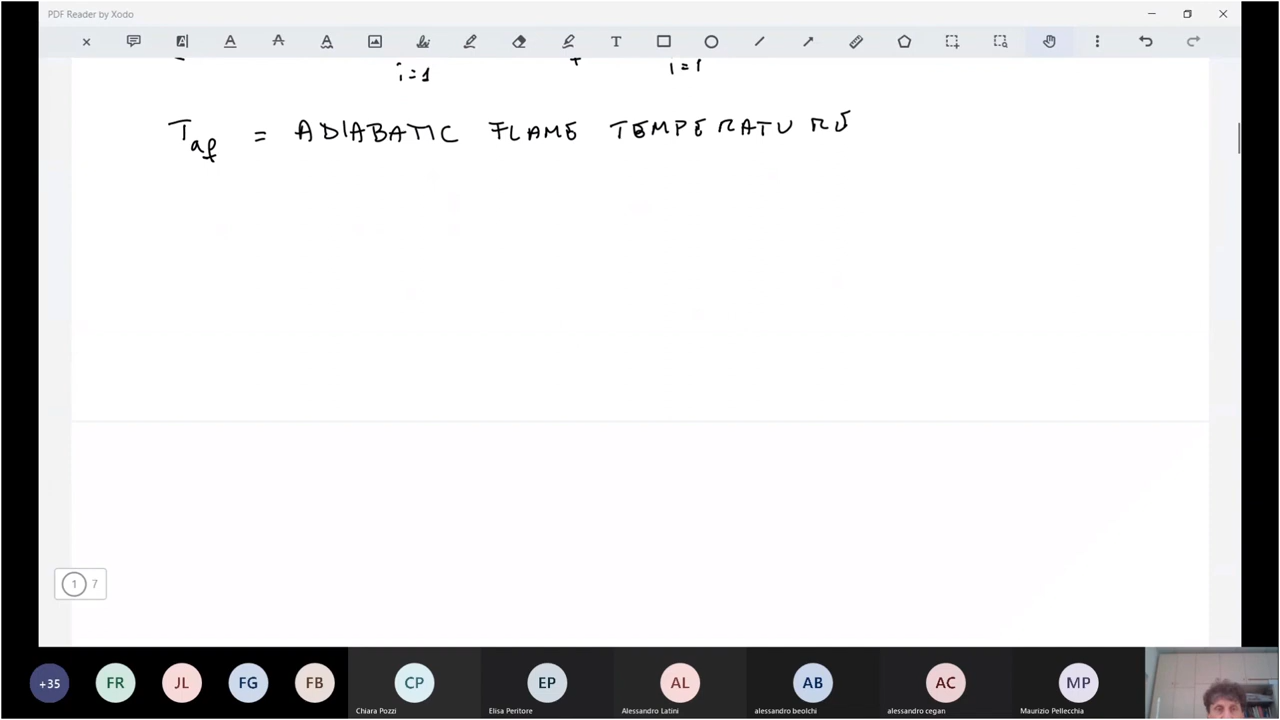 PDF Reader by Xodo
i=1
i=1
Taf = ADIABATIC FLAME TEMPERATURE
1 7
+35 FR JL FG FB CP EP AL AB AC MP
Chiara Pozzi Elisa Peritore Alessandro Latini alessandro beolchi alessandro cegan Maurizio Pellecchia